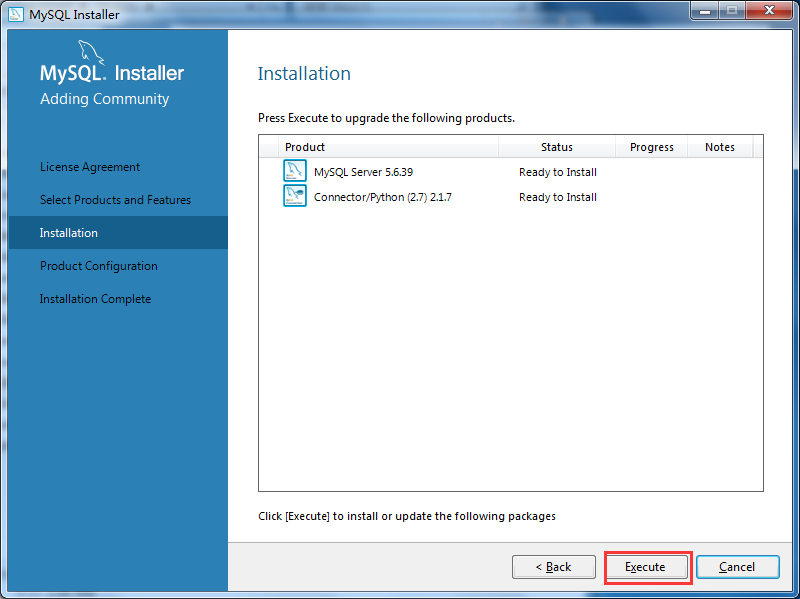 MySQL Installer
MySQL. Installer
Adding Community
License Agreement
Select Products and Features
Installation
Product Configuration
Installation Complete
Installation
Press Execute to upgrade the following products.
Product Status Progress Notes
MySQL Server 5.6.39 Ready to Install
Connector/Python (2.7) 2.1.7 Ready to Install
Click [Execute] to install or update the following packages
< Back Execute Cancel